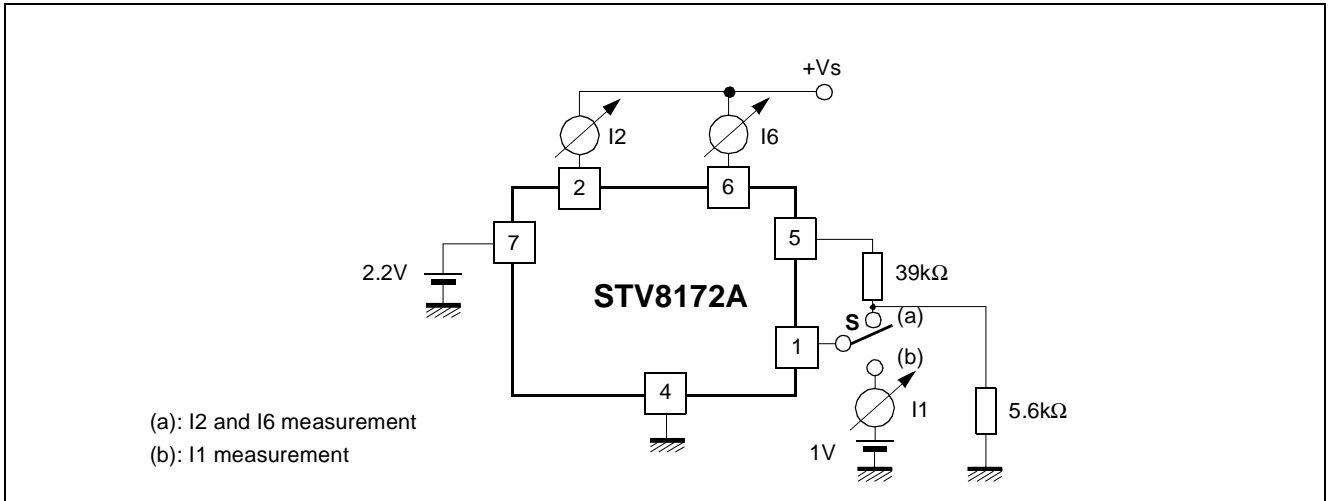 +Vs
I2
I6
2
6
7
5
2.2V
39kΩ
STV8172A
S
(a)
1
(b)
4
I1
5.6kΩ
(a): I2 and I6 measurement
(b): I1 measurement
1V